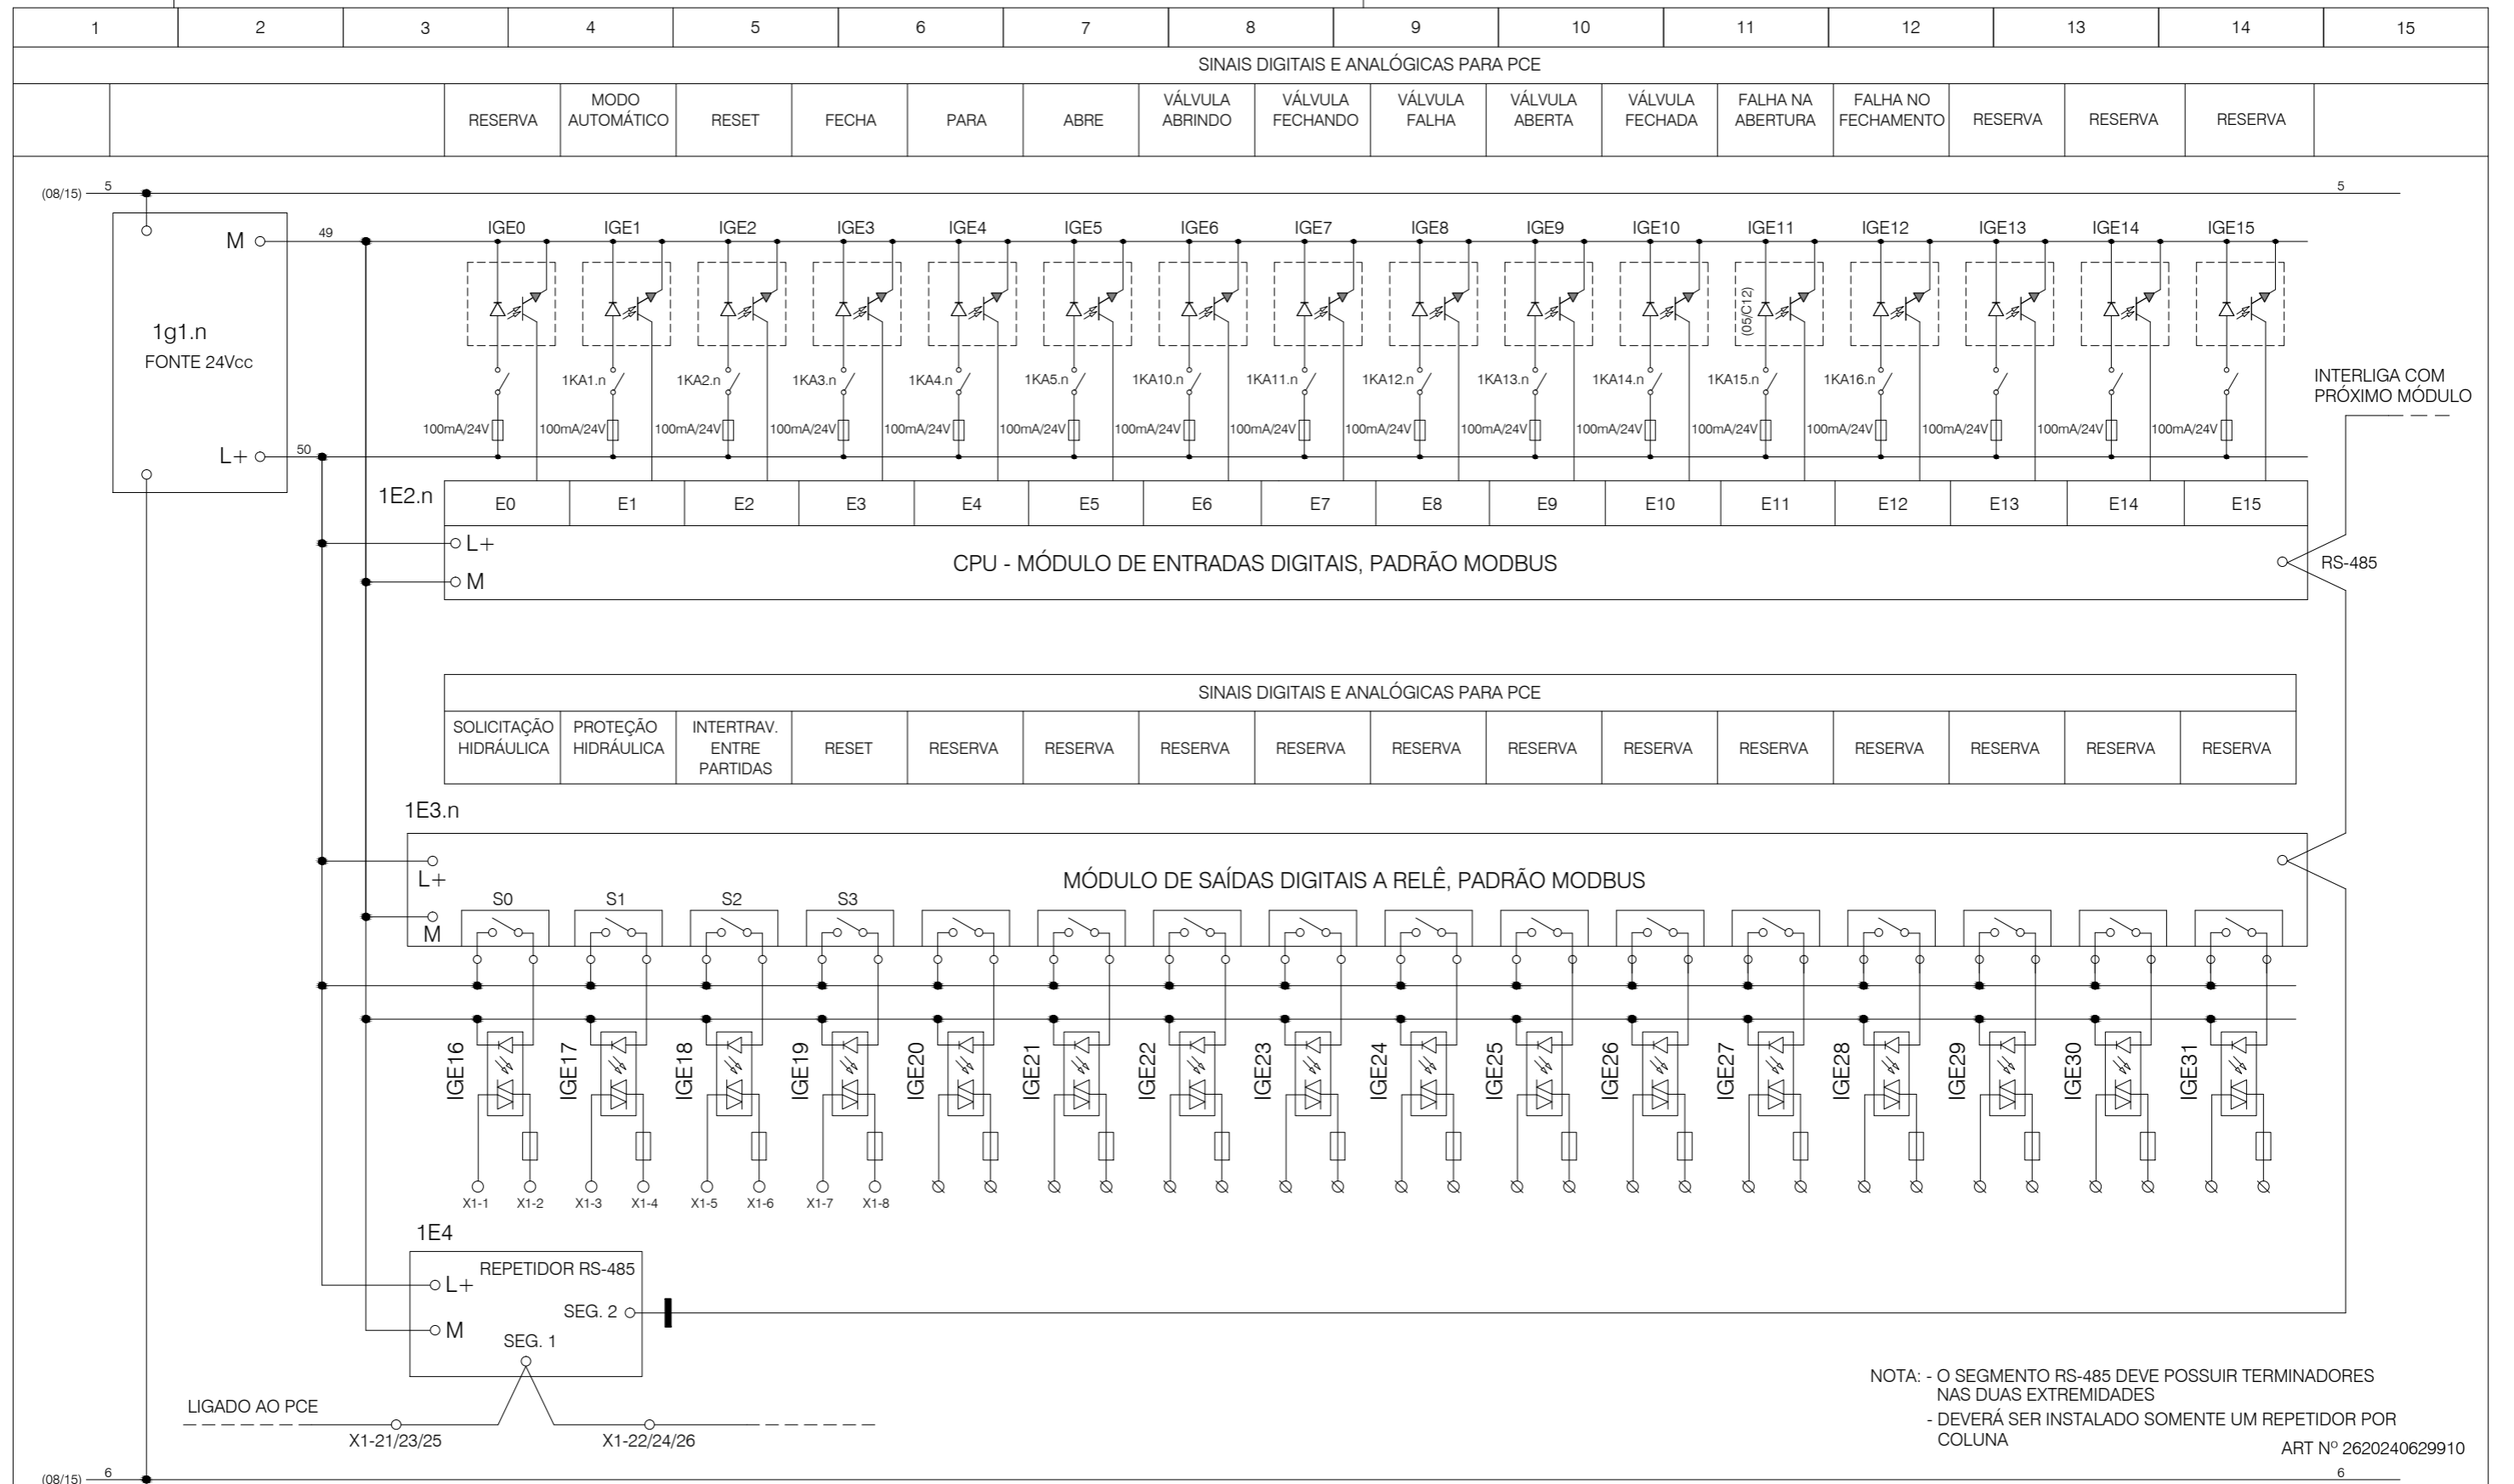 1 2 3 4 5 6 7 8 9 10 11 12 13 14 15
SINAIS DIGITAIS E ANALÓGICAS PARA PCE
RESERVA
MODO
AUTOMÁTICO
RESET
FECHA
PARA
ABRE
VÁLVULA
ABRINDO
VÁLVULA
FECHANDO
VÁLVULA
FALHA
VÁLVULA
ABERTA
VÁLVULA
FECHADA
FALHA NA
ABERTURA
FALHA NO
FECHAMENTO
RESERVA
RESERVA
RESERVA
(08/15) 5 5
M 49
IGE0 IGE1 IGE2 IGE3 IGE4 IGE5 IGE6 IGE7 IGE8 IGE9 IGE10 IGE11 IGE12 IGE13 IGE14 IGE15
(05/C12)
1g1.n
FONTE 24Vcc
1KA1.n 1KA2.n 1KA3.n 1KA4.n 1KA5.n 1KA10.n 1KA11.n 1KA12.n 1KA13.n 1KA14.n 1KA15.n 1KA16.n
INTERLIGA COM
PRÓXIMO MÓDULO
100mA/24V 100mA/24V 100mA/24V 100mA/24V 100mA/24V 100mA/24V 100mA/24V 100mA/24V 100mA/24V 100mA/24V 100mA/24V 100mA/24V 100mA/24V 100mA/24V 100mA/24V 100mA/24V
L+ 50
1E2.n
E0 E1 E2 E3 E4 E5 E6 E7 E8 E9 E10 E11 E12 E13 E14 E15
L+
CPU - MÓDULO DE ENTRADAS DIGITAIS, PADRÃO MODBUS
RS-485
M
SINAIS DIGITAIS E ANALÓGICAS PARA PCE
SOLICITAÇÃO
HIDRÁULICA
PROTEÇÃO
HIDRÁULICA
INTERTRAV.
ENTRE
PARTIDAS
RESET
RESERVA
RESERVA
RESERVA
RESERVA
RESERVA
RESERVA
RESERVA
RESERVA
RESERVA
RESERVA
RESERVA
RESERVA
1E3.n
L+
MÓDULO DE SAÍDAS DIGITAIS A RELÊ, PADRÃO MODBUS
S0 S1 S2 S3
M
IGE16 IGE17 IGE18 IGE19 IGE20 IGE21 IGE22 IGE23 IGE24 IGE25 IGE26 IGE27 IGE28 IGE29 IGE30 IGE31
X1-1 X1-2 X1-3 X1-4 X1-5 X1-6 X1-7 X1-8
1E4
REPETIDOR RS-485
L+
SEG. 2
M
SEG. 1
LIGADO AO PCE
X1-21/23/25 X1-22/24/26
NOTA: - O SEGMENTO RS-485 DEVE POSSUIR TERMINADORES
NAS DUAS EXTREMIDADES
- DEVERÁ SER INSTALADO SOMENTE UM REPETIDOR POR
COLUNA
ART Nº 2620240629910
(08/15) 6 6